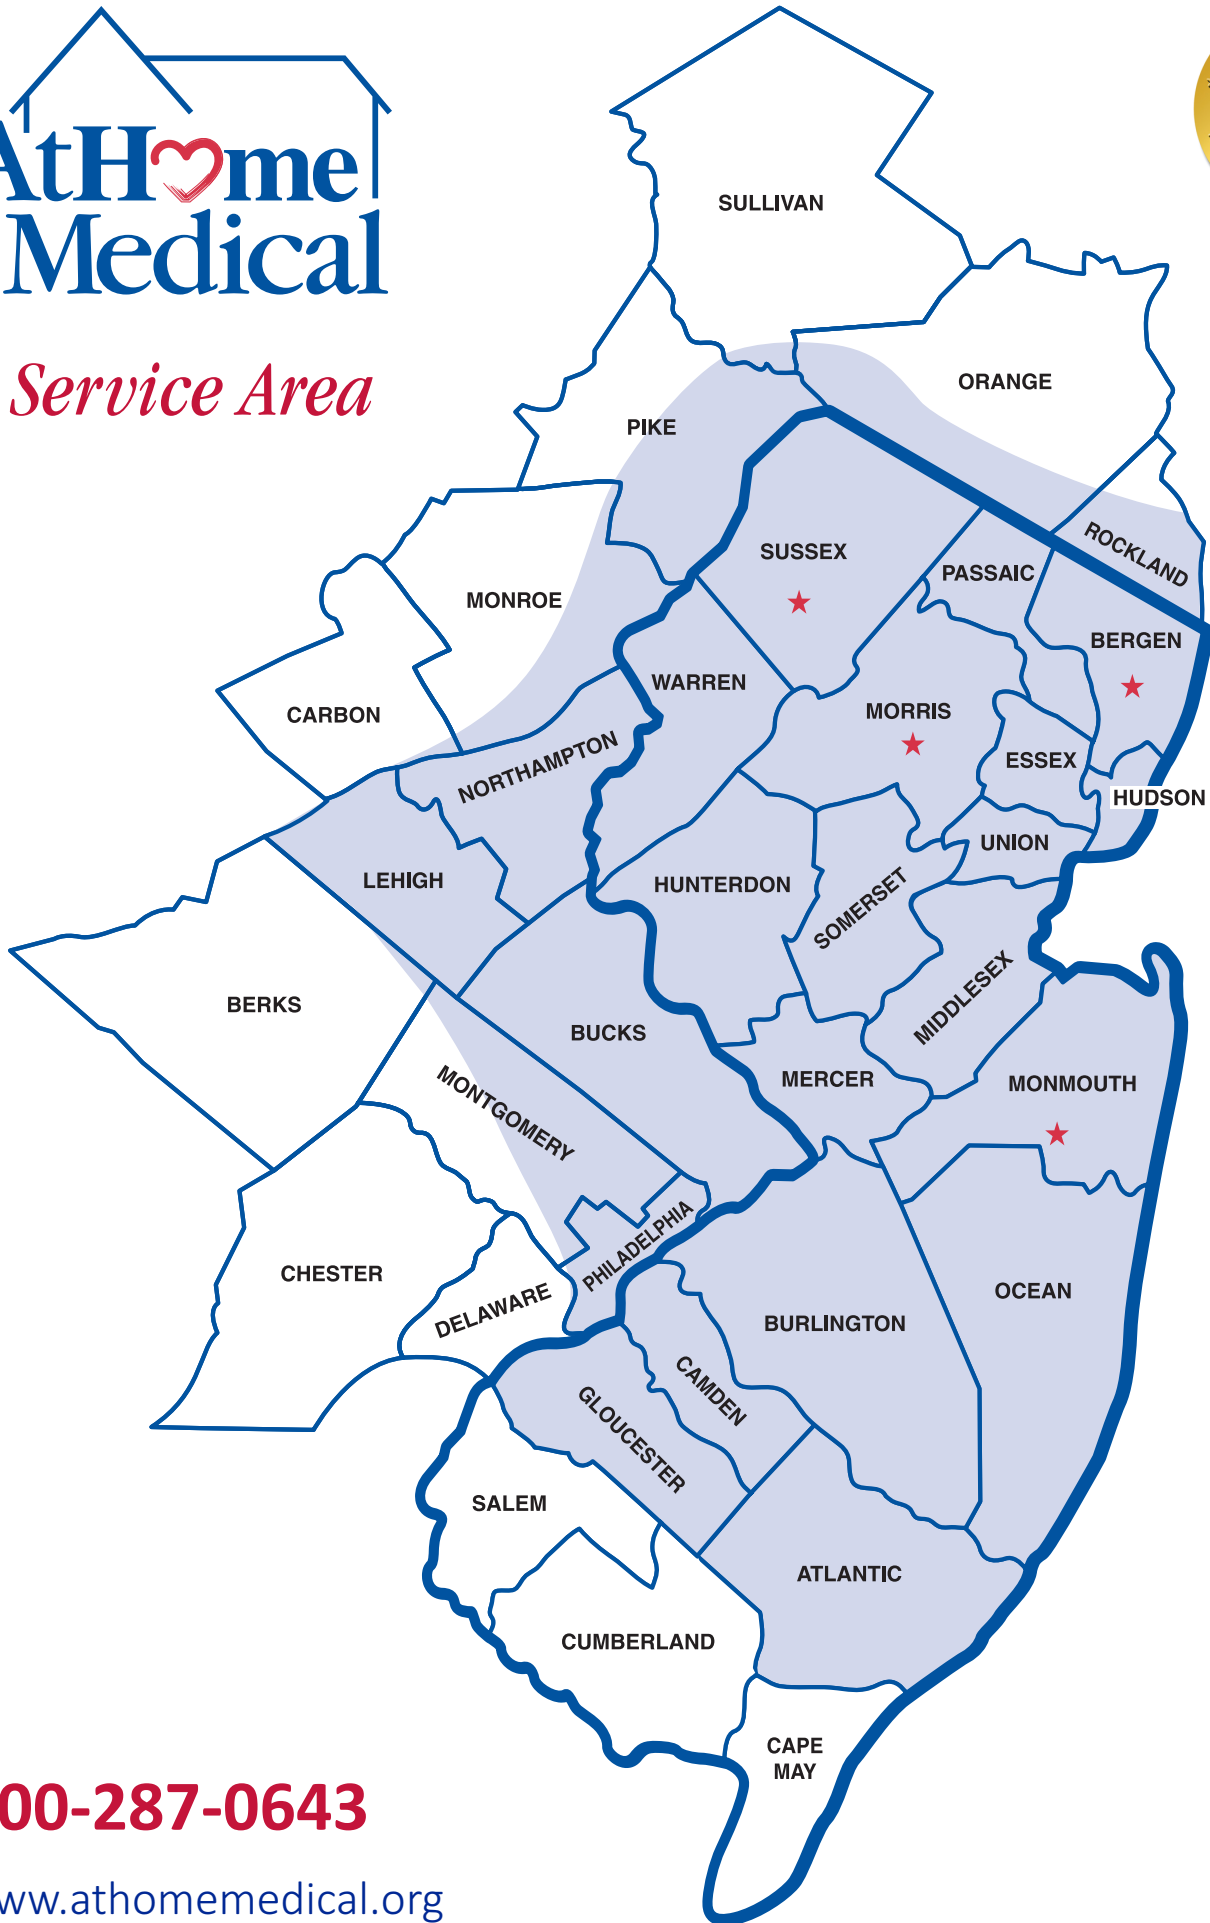 AtHome
Medical
Service Area
SULLIVAN
ORANGE
PIKE
ROCKLAND
SUSSEX
PASSAIC
MONROE
BERGEN
WARREN
MORRIS
CARBON
NORTHAMPTON
ESSEX
HUDSON
UNION
LEHIGH
HUNTERDON
SOMERSET
BERKS
MIDDLESEX
BUCKS
MERCER
MONMOUTH
MONTGOMERY
PHILADELPHIA
CHESTER
DELAWARE
OCEAN
BURLINGTON
CAMDEN
GLOUCESTER
SALEM
ATLANTIC
CUMBERLAND
CAPE
MAY
00-287-0643
ww.athomemedical.org